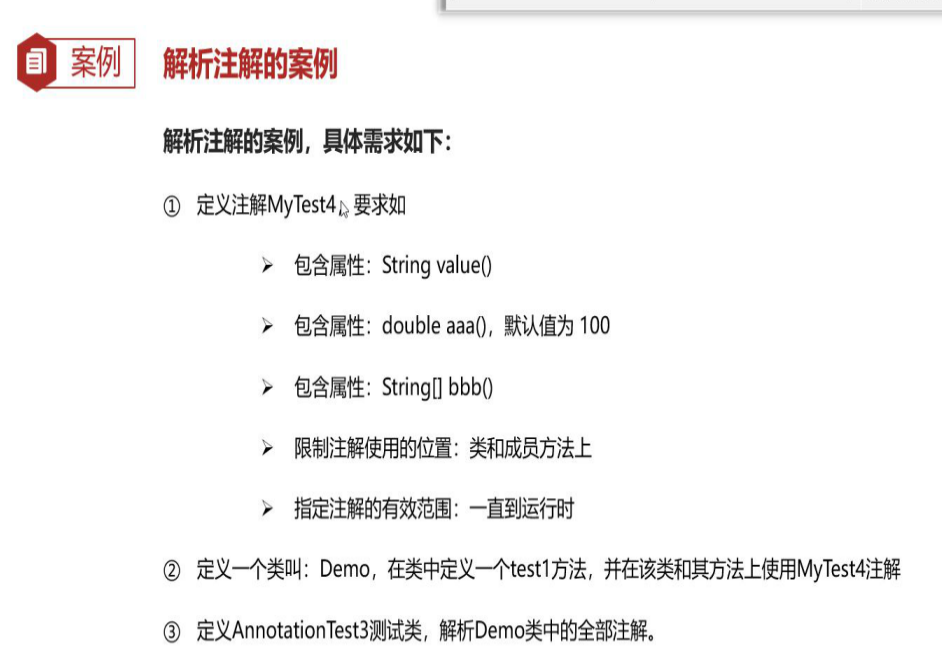 案例
解析注解的案例
解析注解的案例，具体需求如下：
① 定义注解MyTest4，要求如
➢ 包含属性：String value()
➢ 包含属性：double aaa()，默认值为 100
➢ 包含属性：String[] bbb()
➢ 限制注解使用的位置：类和成员方法上
➢ 指定注解的有效范围：一直到运行时
② 定义一个类叫：Demo，在类中定义一个test1方法，并在该类和其方法上使用MyTest4注解
③ 定义AnnotationTest3测试类，解析Demo类中的全部注解。